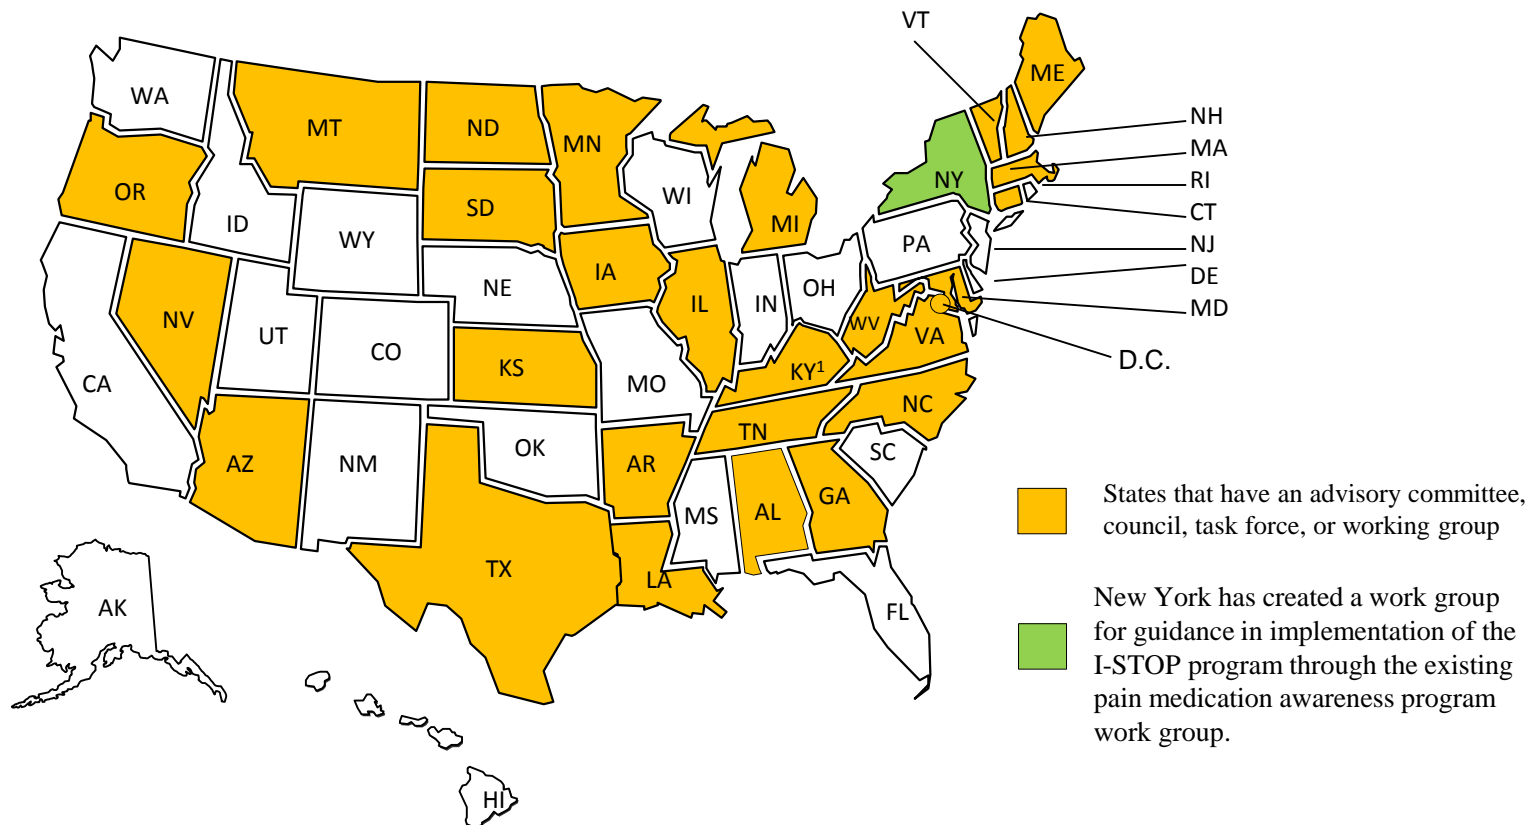 VT
ME
WA
NH
MT
ND
MN
MA
RI
OR
NY
WI
SD
CT
ID
MI
WY
PA
NJ
IA
DE
NE
OH
IL
IN
MD
NV
WV
UT
VA
CO
D.C.
KS
KY¹
CA
MO
NC
TN
OK
SC
AZ
NM
AR
GA
MS
AL
States that have an advisory committee,
council, task force, or working group
TX
LA
AK
FL
New York has created a work group
for guidance in implementation of the
I-STOP program through the existing
pain medication awareness program
work group.
HI